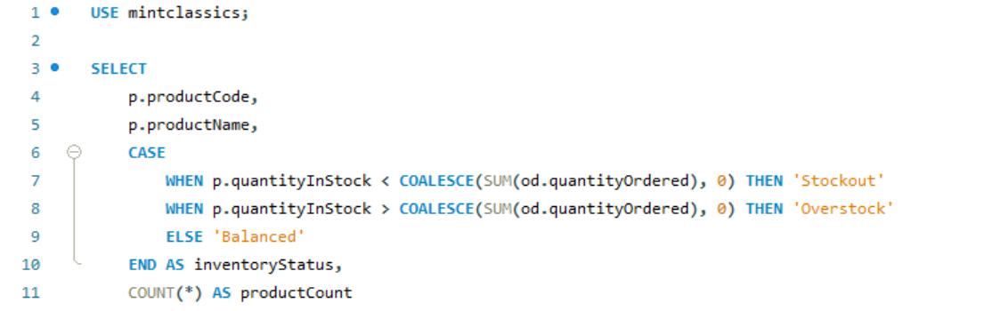 1 USE mintclassics;
2
3 SELECT
4 p.productCode,
5 p.productName,
6 CASE
7 WHEN p.quantityInStock < COALESCE(SUM(od.quantityOrdered), 0) THEN 'Stockout'
8 WHEN p.quantityInStock > COALESCE(SUM(od.quantityOrdered), 0) THEN 'Overstock'
9 ELSE 'Balanced'
10 END AS inventoryStatus,
11 COUNT(*) AS productCount